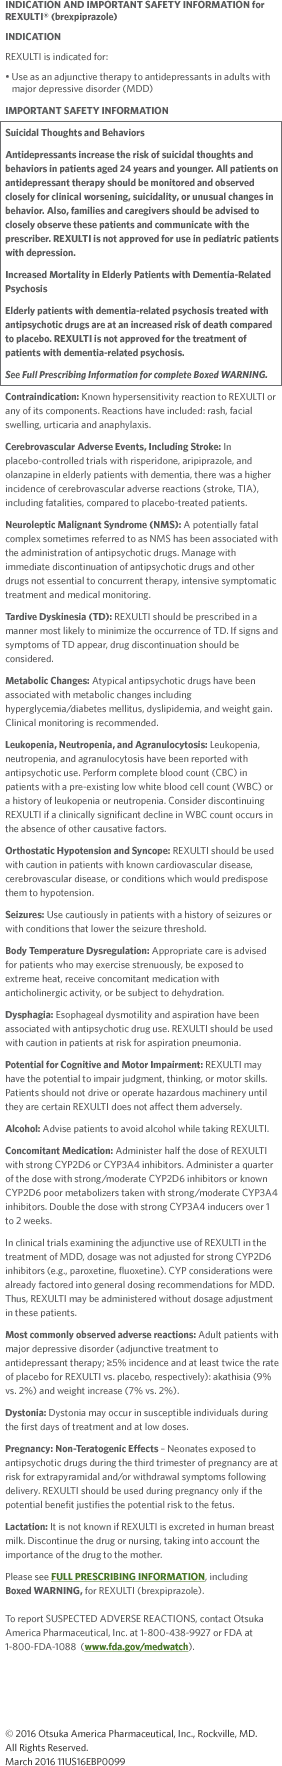 INDICATION AND IMPORTANT SAFETY INFORMATION for
REXULTI® (brexpiprazole)
INDICATION
REXULTI is indicated for:
• Use as an adjunctive therapy to antidepressants in adults with
major depressive disorder (MDD)
IMPORTANT SAFETY INFORMATION
Suicidal Thoughts and Behaviors
Antidepressants increase the risk of suicidal thoughts and
behaviors in patients aged 24 years and younger. All patients on
antidepressant therapy should be monitored and observed
closely for clinical worsening, suicidality, or unusual changes in
behavior. Also, families and caregivers should be advised to
closely observe these patients and communicate with the
prescriber. REXULTI is not approved for use in pediatric patients
with depression.
Increased Mortality in Elderly Patients with Dementia-Related
Psychosis
Elderly patients with dementia-related psychosis treated with
antipsychotic drugs are at an increased risk of death compared
to placebo. REXULTI is not approved for the treatment of
patients with dementia-related psychosis.
See Full Prescribing Information for complete Boxed WARNING.
Contraindication: Known hypersensitivity reaction to REXULTI or
any of its components. Reactions have included: rash, facial
swelling, urticaria and anaphylaxis.
Cerebrovascular Adverse Events, Including Stroke: In
placebo-controlled trials with risperidone, aripiprazole, and
olanzapine in elderly patients with dementia, there was a higher
incidence of cerebrovascular adverse reactions (stroke, TIA),
including fatalities, compared to placebo-treated patients.
Neuroleptic Malignant Syndrome (NMS): A potentially fatal
complex sometimes referred to as NMS has been associated with
the administration of antipsychotic drugs. Manage with
immediate discontinuation of antipsychotic drugs and other
drugs not essential to concurrent therapy, intensive symptomatic
treatment and medical monitoring.
Tardive Dyskinesia (TD): REXULTI should be prescribed in a
manner most likely to minimize the occurrence of TD. If signs and
symptoms of TD appear, drug discontinuation should be
considered.
Metabolic Changes: Atypical antipsychotic drugs have been
associated with metabolic changes including
hyperglycemia/diabetes mellitus, dyslipidemia, and weight gain.
Clinical monitoring is recommended.
Leukopenia, Neutropenia, and Agranulocytosis: Leukopenia,
neutropenia, and agranulocytosis have been reported with
antipsychotic use. Perform complete blood count (CBC) in
patients with a pre-existing low white blood cell count (WBC) or
a history of leukopenia or neutropenia. Consider discontinuing
REXULTI if a clinically significant decline in WBC count occurs in
the absence of other causative factors.
Orthostatic Hypotension and Syncope: REXULTI should be used
with caution in patients with known cardiovascular disease,
cerebrovascular disease, or conditions which would predispose
them to hypotension.
Seizures: Use cautiously in patients with a history of seizures or
with conditions that lower the seizure threshold.
Body Temperature Dysregulation: Appropriate care is advised
for patients who may exercise strenuously, be exposed to
extreme heat, receive concomitant medication with
anticholinergic activity, or be subject to dehydration.
Dysphagia: Esophageal dysmotility and aspiration have been
associated with antipsychotic drug use. REXULTI should be used
with caution in patients at risk for aspiration pneumonia.
Potential for Cognitive and Motor Impairment: REXULTI may
have the potential to impair judgment, thinking, or motor skills.
Patients should not drive or operate hazardous machinery until
they are certain REXULTI does not affect them adversely.
Alcohol: Advise patients to avoid alcohol while taking REXULTI.
Concomitant Medication: Administer half the dose of REXULTI
with strong CYP2D6 or CYP3A4 inhibitors. Administer a quarter
of the dose with strong/moderate CYP2D6 inhibitors or known
CYP2D6 poor metabolizers taken with strong/moderate CYP3A4
inhibitors. Double the dose with strong CYP3A4 inducers over 1
to 2 weeks.
In clinical trials examining the adjunctive use of REXULTI in the
treatment of MDD, dosage was not adjusted for strong CYP2D6
inhibitors (e.g., paroxetine, fluoxetine). CYP considerations were
already factored into general dosing recommendations for MDD.
Thus, REXULTI may be administered without dosage adjustment
in these patients.
Most commonly observed adverse reactions: Adult patients with
major depressive disorder (adjunctive treatment to
antidepressant therapy; ≥5% incidence and at least twice the rate
of placebo for REXULTI vs. placebo, respectively): akathisia (9%
vs. 2%) and weight increase (7% vs. 2%).
Dystonia: Dystonia may occur in susceptible individuals during
the first days of treatment and at low doses.
Pregnancy: Non-Teratogenic Effects – Neonates exposed to
antipsychotic drugs during the third trimester of pregnancy are at
risk for extrapyramidal and/or withdrawal symptoms following
delivery. REXULTI should be used during pregnancy only if the
potential benefit justifies the potential risk to the fetus.
Lactation: It is not known if REXULTI is excreted in human breast
milk. Discontinue the drug or nursing, taking into account the
importance of the drug to the mother.
Please see FULL PRESCRIBING INFORMATION, including
Boxed WARNING, for REXULTI (brexpiprazole).
To report SUSPECTED ADVERSE REACTIONS, contact Otsuka
America Pharmaceutical, Inc. at 1-800-438-9927 or FDA at
1-800-FDA-1088 (www.fda.gov/medwatch).
© 2016 Otsuka America Pharmaceutical, Inc., Rockville, MD.
All Rights Reserved.
March 2016 11US16EBP0099